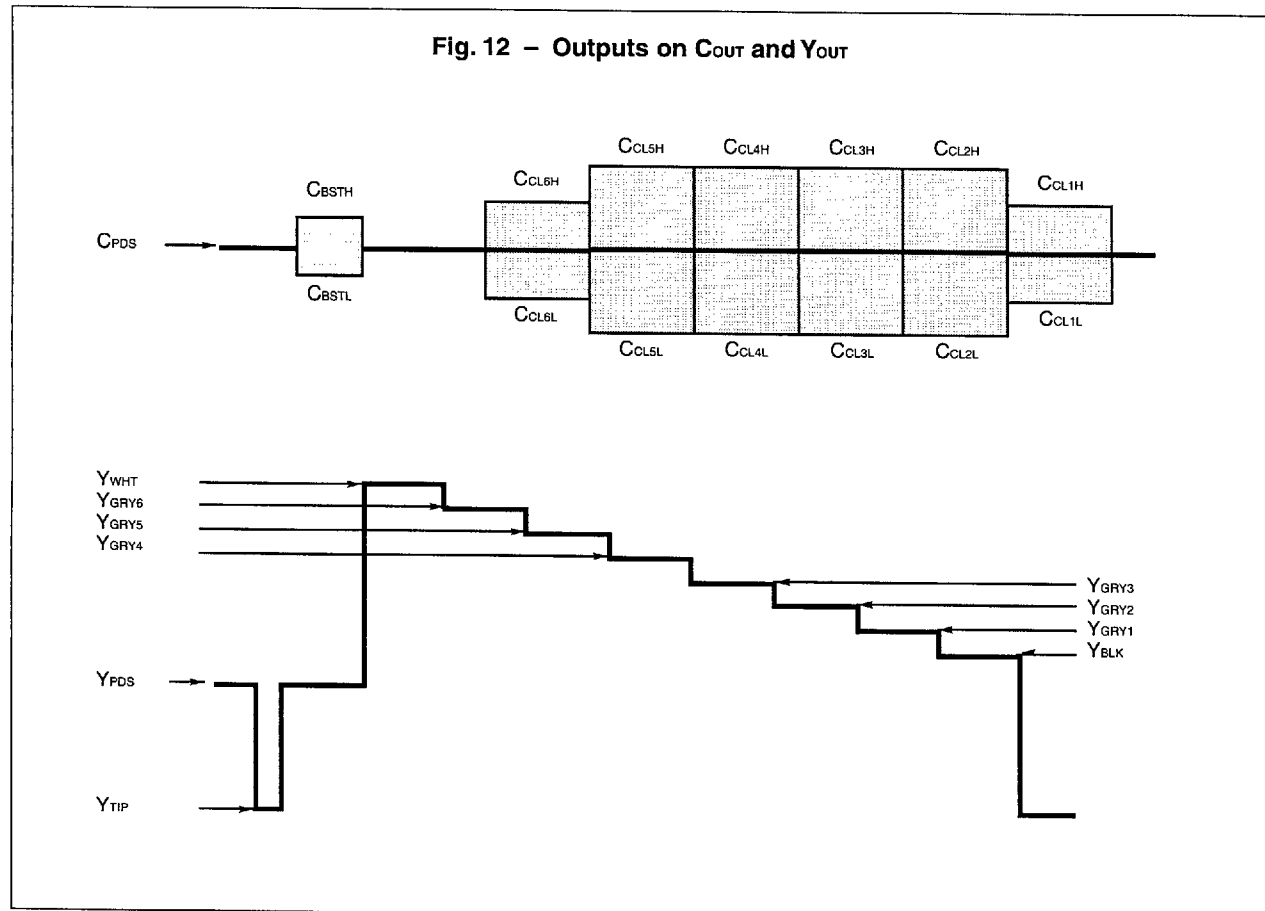 Fig. 12 – Outputs on COUT and YOUT
CCL5H CCL4H CCL3H CCL2H
CCL6H CCL1H
CBSTH
CPDS
CBSTL
CCL6L CCL1L
CCL5L CCL4L CCL3L CCL2L
YWHT
YGRY6
YGRY5
YGRY4
YGRY3
YGRY2
YGRY1
YBLK
YPDS
YTIP